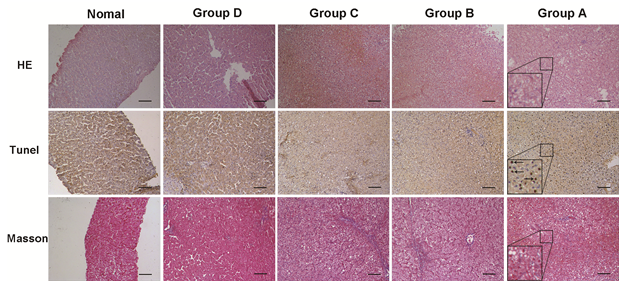 Nomal Group D Group C Group B Group A
HE
Tunel
Masson